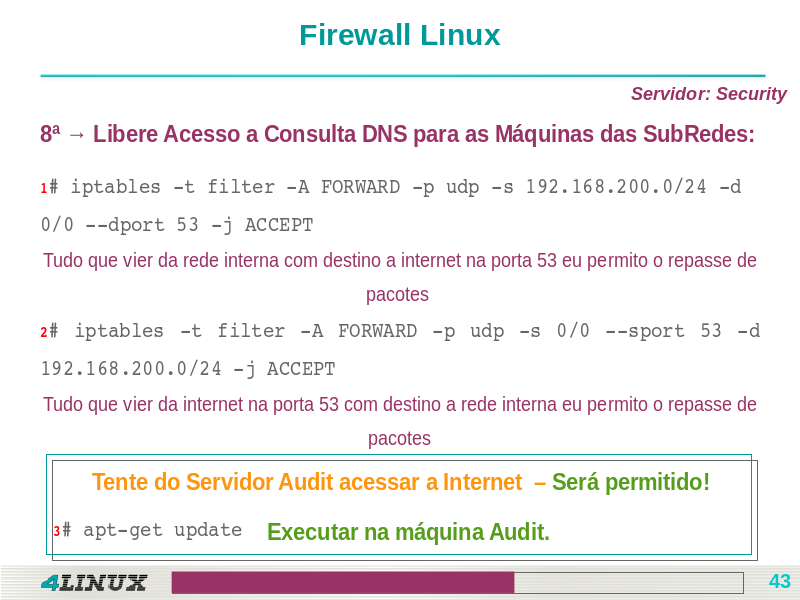 Firewall Linux
Servidor: Security
8ª → Libere Acesso a Consulta DNS para as Máquinas das SubRedes:
1# iptables -t filter -A FORWARD -p udp -s 192.168.200.0/24 -d
0/0 --dport 53 -j ACCEPT
Tudo que vier da rede interna com destino a internet na porta 53 eu permito o repasse de
pacotes
2# iptables -t filter -A FORWARD -p udp -s 0/0 --sport 53 -d
192.168.200.0/24 -j ACCEPT
Tudo que vier da internet na porta 53 com destino a rede interna eu permito o repasse de
pacotes
Tente do Servidor Audit acessar a Internet – Será permitido!
3# apt-get update Executar na máquina Audit.
4LINUX
43